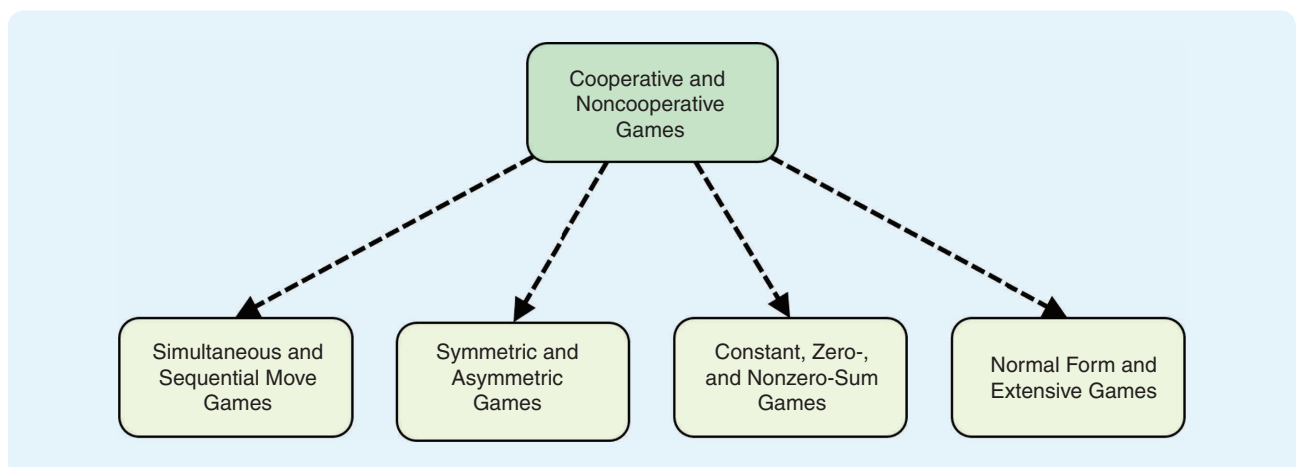 Cooperative and
Noncooperative
Games
Simultaneous and
Sequential Move
Games
Symmetric and
Asymmetric
Games
Constant, Zero-,
and Nonzero-Sum
Games
Normal Form and
Extensive Games